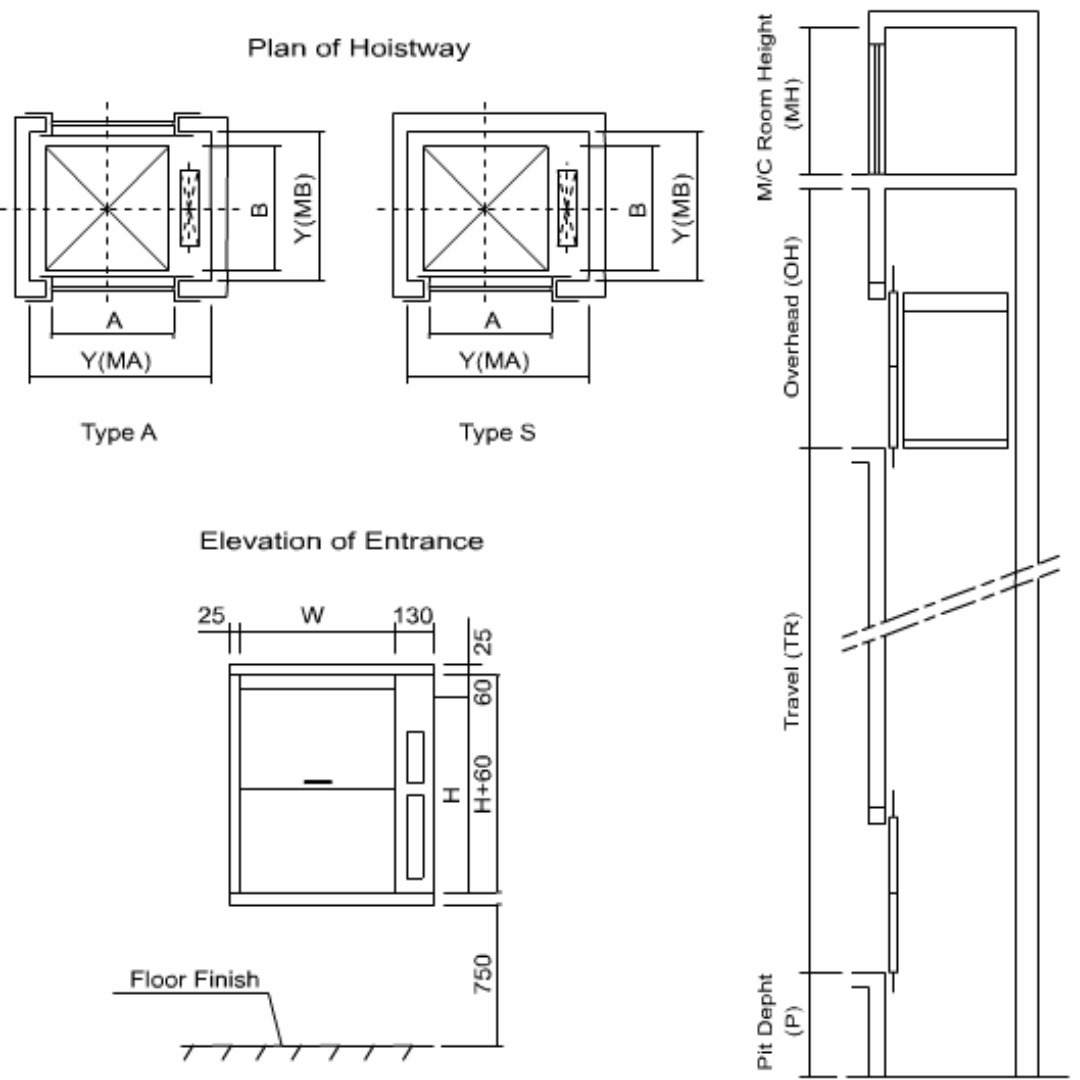 Plan of Hoistway
B
Y(MB)
A
Y(MA)
Type A
B
Y(MB)
A
Y(MA)
Type S
Elevation of Entrance
25
W
130
25
60
H
H+60
750
Floor Finish
M/C Room Height
(MH)
Overhead (OH)
Travel (TR)
Pit Depht
(P)